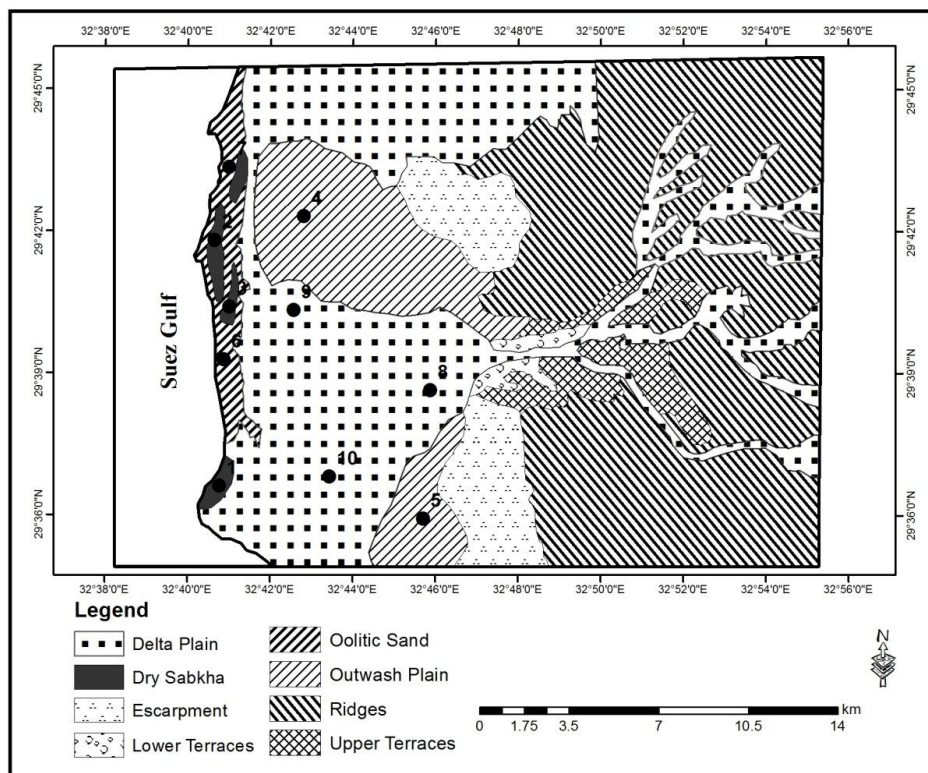 32°38'0"E 32°40'0"E 32°42'0"E 32°44'0"E 32°46'0"E 32°48'0"E 32°50'0"E 32°52'0"E 32°54'0"E 32°56'0"E
29°45'0"N 29°45'0"N
4
2 29°42'0"N 29°42'0"N
3 9
Suez Gulf
6
29°39'0"N 8 29°39'0"N
1 10
5
29°36'0"N 29°36'0"N
32°38'0"E 32°40'0"E 32°42'0"E 32°44'0"E 32°46'0"E 32°48'0"E 32°50'0"E 32°52'0"E 32°54'0"E 32°56'0"E
Legend
Delta Plain
Dry Sabkha
Escarpment
Lower Terraces
Oolitic Sand
Outwash Plain
Ridges
Upper Terraces
N
km
0 1.75 3.5 7 10.5 14